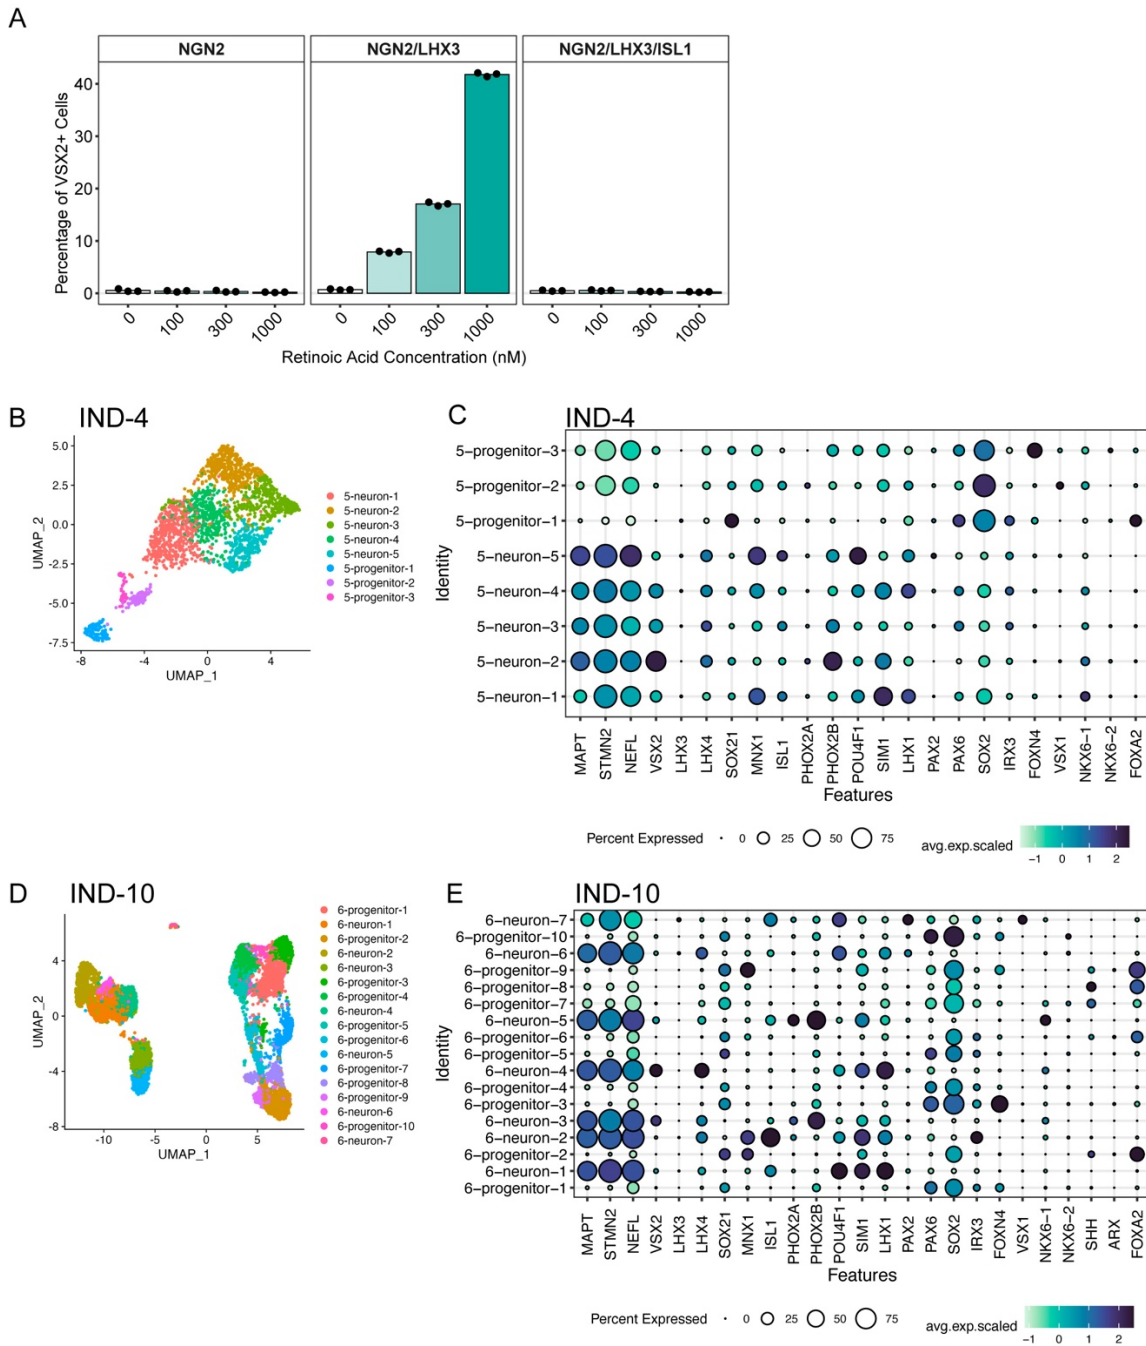 A
NGN2 NGN2/LHX3 NGN2/LHX3/ISL1
Percentage of VSX2+ Cells
40
30
20
10
0
0 100 300 1000 0 100 300 1000 0 100 300 1000
Retinoic Acid Concentration (nM)
B IND-4
UMAP_2
5.0
2.5
0.0
-2.5
-5.0
-7.5
-8 -4 0 4
UMAP_1
5-neuron-1
5-neuron-2
5-neuron-3
5-neuron-4
5-neuron-5
5-progenitor-1
5-progenitor-2
5-progenitor-3
C IND-4
Identity
5-progenitor-3
5-progenitor-2
5-progenitor-1
5-neuron-5
5-neuron-4
5-neuron-3
5-neuron-2
5-neuron-1
MAPT STMN2 NEFL VSX2 LHX3 LHX4 SOX21 MNX1 ISL1 PHOX2A PHOX2B POU4F1 SIM1 LHX1 PAX2 PAX6 SOX2 IRX3 FOXN4 VSX1 NKX6-1 NKX6-2 FOXA2
Features
Percent Expressed 0 25 50 75 avg.exp.scaled
-1 0 1 2
D IND-10
UMAP_2
4
0
-4
-8
-10 -5 0 5
UMAP_1
6-progenitor-1
6-neuron-1
6-progenitor-2
6-neuron-2
6-neuron-3
6-progenitor-3
6-progenitor-4
6-neuron-4
6-progenitor-5
6-progenitor-6
6-neuron-5
6-progenitor-7
6-progenitor-8
6-progenitor-9
6-neuron-6
6-progenitor-10
6-neuron-7
E IND-10
Identity
6-neuron-7
6-progenitor-10
6-neuron-6
6-progenitor-9
6-progenitor-8
6-progenitor-7
6-neuron-5
6-progenitor-6
6-progenitor-5
6-neuron-4
6-progenitor-4
6-progenitor-3
6-neuron-3
6-neuron-2
6-progenitor-2
6-neuron-1
6-progenitor-1
MAPT STMN2 NEFL VSX2 LHX3 LHX4 SOX21 MNX1 ISL1 PHOX2A PHOX2B POU4F1 SIM1 LHX1 PAX2 PAX6 SOX2 IRX3 FOXN4 VSX1 NKX6-1 NKX6-2 SHH ARX FOXA2
Features
Percent Expressed 0 25 50 75 avg.exp.scaled
-1 0 1 2